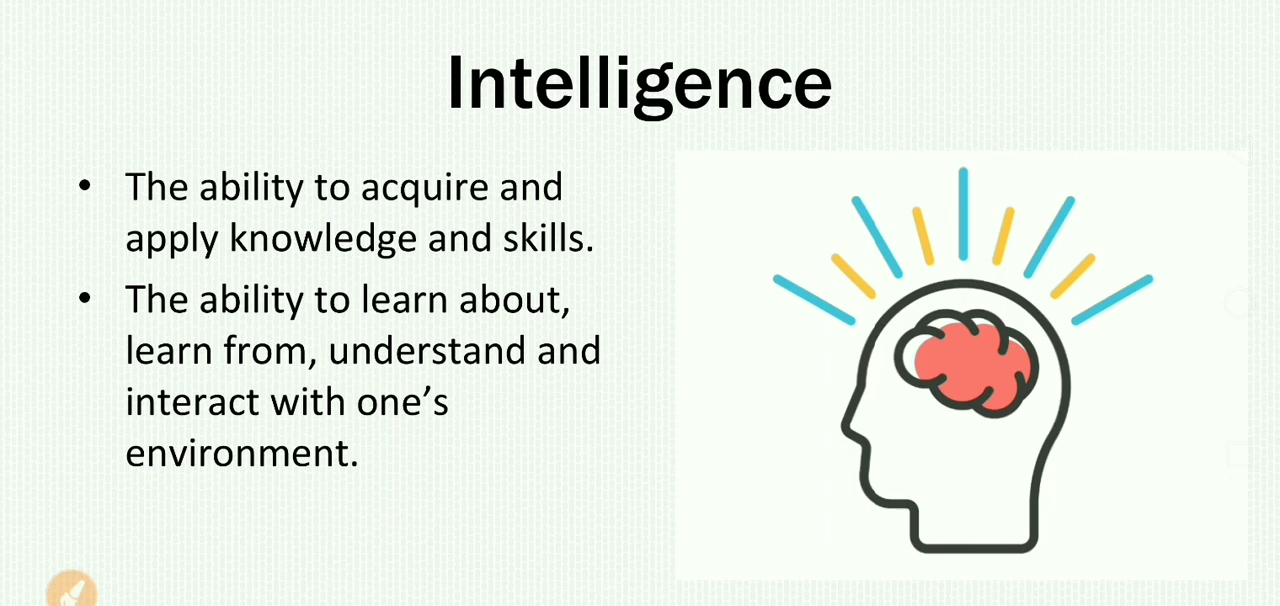 Intelligence
• The ability to acquire and
apply knowledge and skills.
• The ability to learn about,
learn from, understand and
interact with one’s
environment.